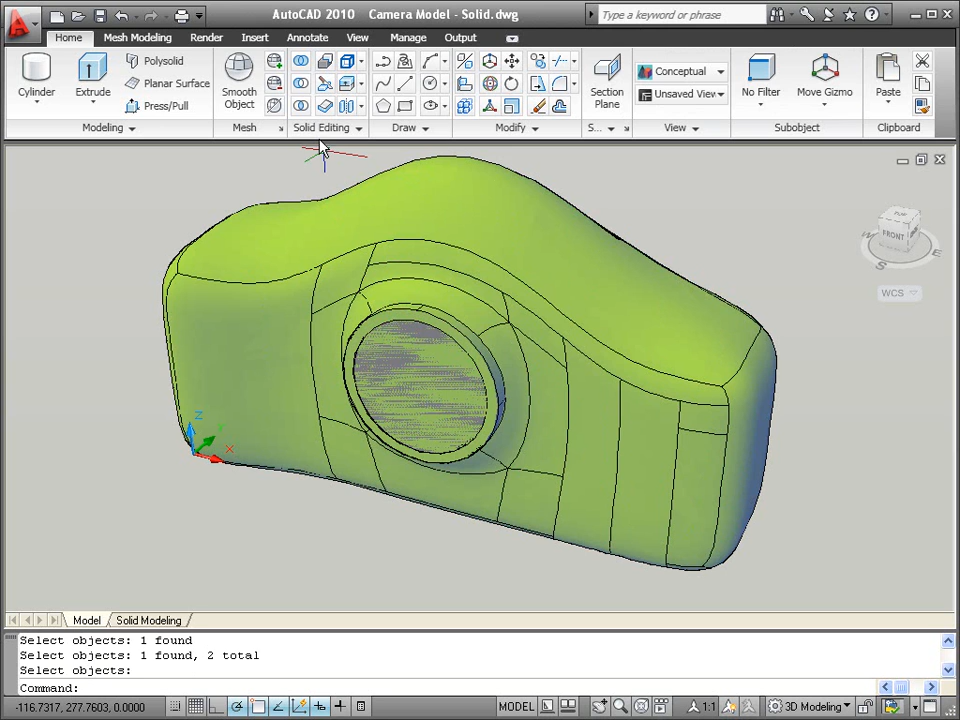 AutoCAD 2010 Camera Model - Solid.dwg
Type a keyword or phrase
Home Mesh Modeling Render Insert Annotate View Manage Output
Cylinder
Extrude
Polysolid
Planar Surface
Press/Pull
Smooth
Object
Section
Plane
Conceptual
Unsaved View
No Filter
Move Gizmo
Paste
Modeling
Mesh
Solid Editing
Draw
Modify
S...
View
Subobject
Clipboard
TOP
FRONT
W
S
E
WCS
Z
X
Model
Solid Modeling
Select objects: 1 found
Select objects: 1 found, 2 total
Select objects:
Command:
-116.7317, 277.7603, 0.0000
MODEL
1:1
3D Modeling